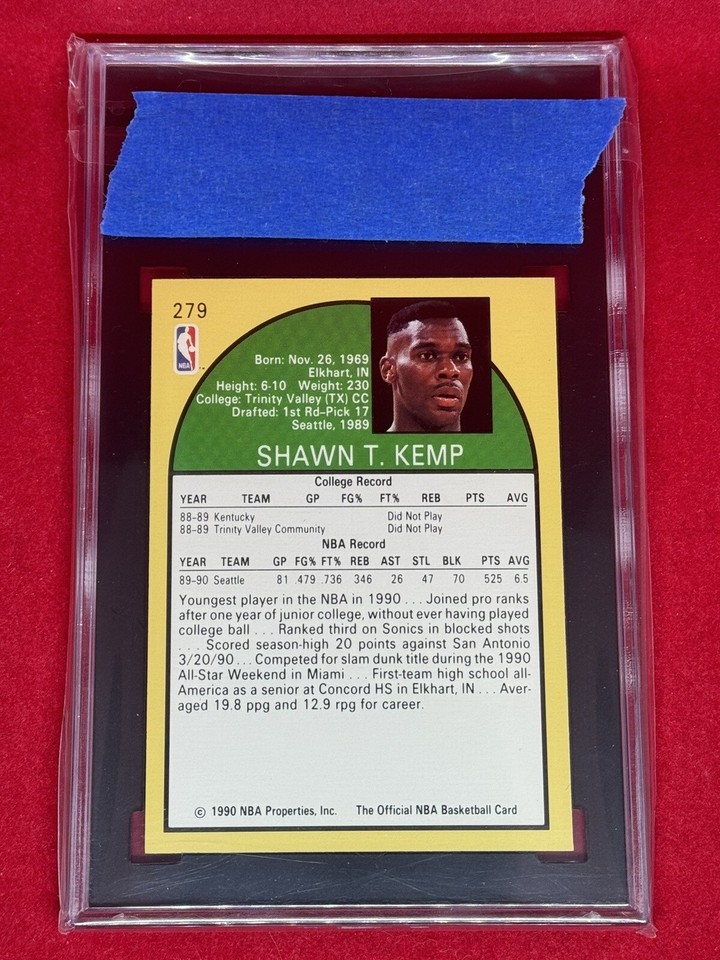 279
NBA
Born: Nov. 26, 1969
Elkhart, IN
Height: 6-10 Weight: 230
College: Trinity Valley (TX) CC
Drafted: 1st Rd-Pick 17
Seattle, 1989
SHAWN T. KEMP
College Record
YEAR TEAM GP FG% FT% REB PTS AVG
88-89 Kentucky Did Not Play
88-89 Trinity Valley Community Did Not Play
NBA Record
YEAR TEAM GP FG% FT% REB AST STL BLK PTS AVG
89-90 Seattle 81 .479 .736 346 26 47 70 525 6.5
Youngest player in the NBA in 1990 . . . Joined pro ranks
after one year of junior college, without ever having played
college ball . . . Ranked third on Sonics in blocked shots
. . . Scored season-high 20 points against San Antonio
3/20/90 . . . Competed for slam dunk title during the 1990
All-Star Weekend in Miami . . . First-team high school all-
America as a senior at Concord HS in Elkhart, IN . . . Aver-
aged 19.8 ppg and 12.9 rpg for career.
© 1990 NBA Properties, Inc. The Official NBA Basketball Card